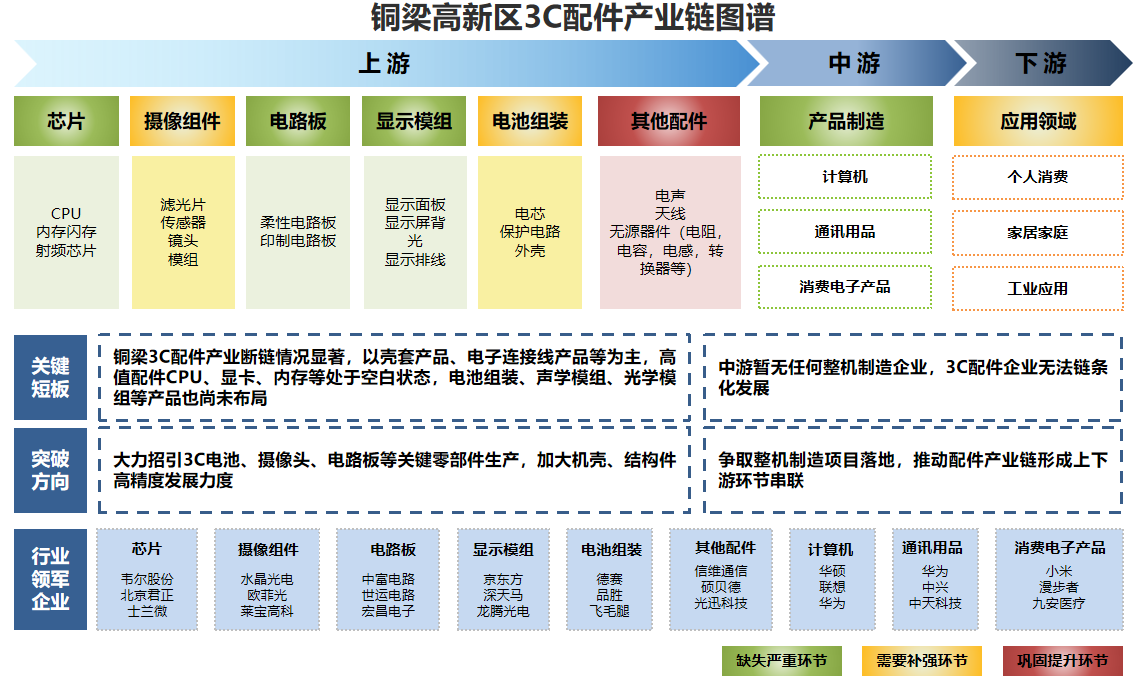 铜梁高新区3C配件产业链图谱
上游
中游
下游
芯片
摄像组件
电路板
显示模组
电池组装
其他配件
产品制造
应用领域
CPU
内存闪存
射频芯片
滤光片
传感器
镜头
模组
柔性电路板
印制电路板
显示面板
显示屏背
光
显示排线
电芯
保护电路
外壳
电声
天线
无源器件（电阻，
电容，电感，转
换器等）
计算机
通讯用品
消费电子产品
个人消费
家居家庭
工业应用
关键
短板
铜梁3C配件产业断链情况显著，以壳套产品、电子连接线产品等为主，高
值配件CPU、显卡、内存等处于空白状态，电池组装、声学模组、光学模
组等产品也尚未布局
中游暂无任何整机制造企业，3C配件企业无法链条
化发展
突破
方向
大力招引3C电池、摄像头、电路板等关键零部件生产，加大机壳、结构件
高精度发展力度
争取整机制造项目落地，推动配件产业链形成上下
游环节串联
行业
领军
企业
芯片
韦尔股份
北京君正
士兰微
摄像组件
水晶光电
欧菲光
莱宝高科
电路板
中富电路
世运电路
宏昌电子
显示模组
京东方
深天马
龙腾光电
电池组装
德赛
品胜
飞毛腿
其他配件
信维通信
硕贝德
光迅科技
计算机
华硕
联想
华为
通讯用品
华为
中兴
中天科技
消费电子产品
小米
漫步者
九安医疗
缺失严重环节
需要补强环节
巩固提升环节